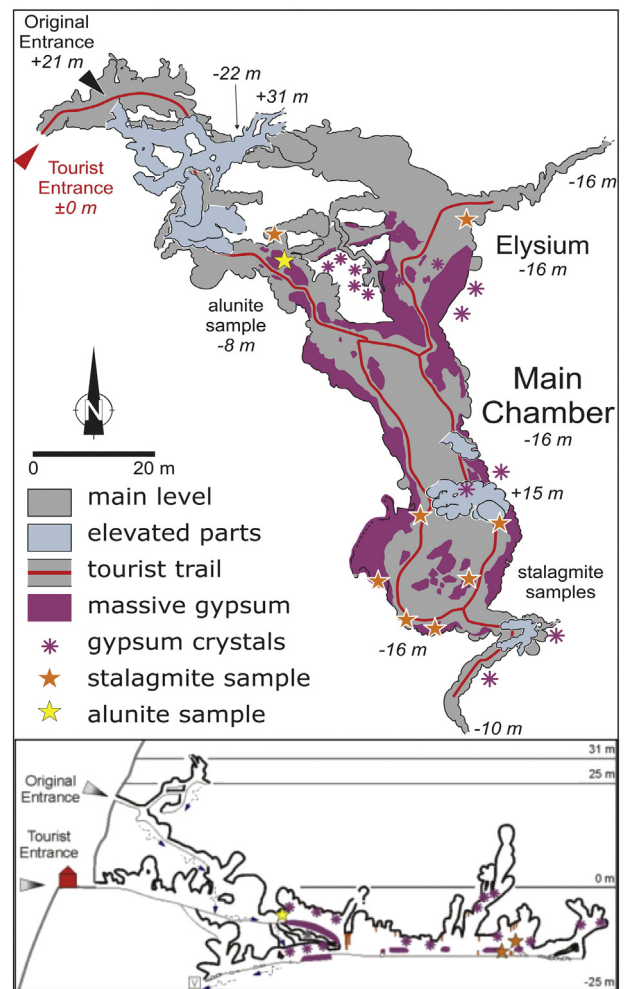 Original
Entrance
+21 m
-22 m
+31 m
Tourist
Entrance
±0 m
-16 m
Elysium
-16 m
alunite
sample
-8 m
Main
Chamber
-16 m
N
0 20 m
+15 m
main level
elevated parts
tourist trail
massive gypsum
gypsum crystals
stalagmite sample
alunite sample
stalagmite
samples
-16 m
-10 m
31 m
25 m
Original
Entrance
Tourist
Entrance
0 m
?
V
-25 m